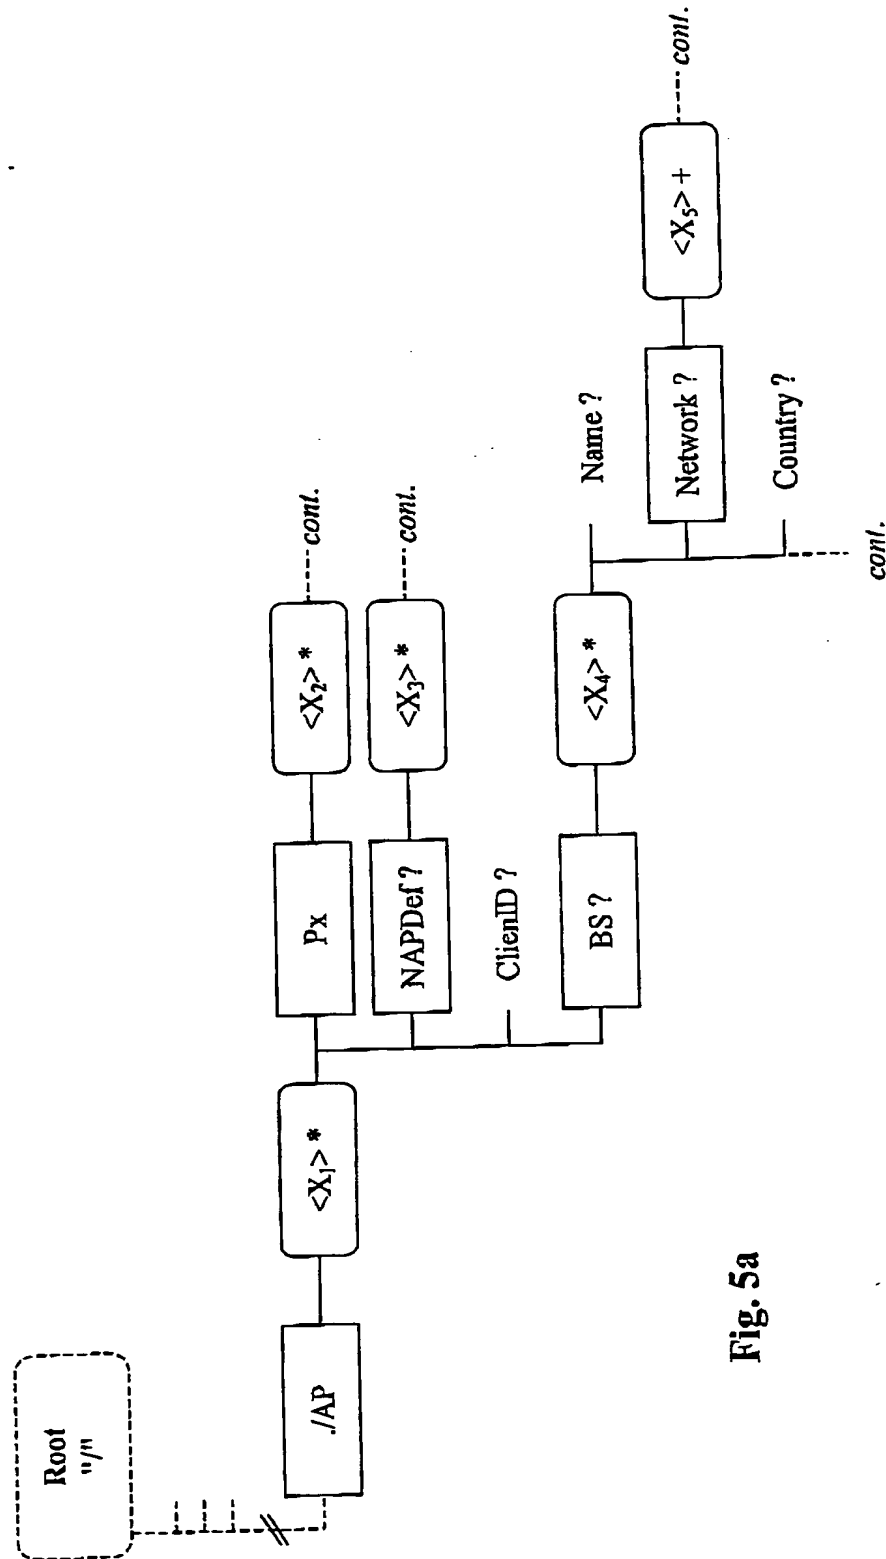 Root
"/"
./AP
<X₁>*
Px
<X₂>*
cont.
NAPDef ?
<X₃>*
cont.
ClienID ?
BS ?
<X₄>*
Name ?
Network ?
<X₅> +
cont.
Country ?
cont.
Fig. 5a